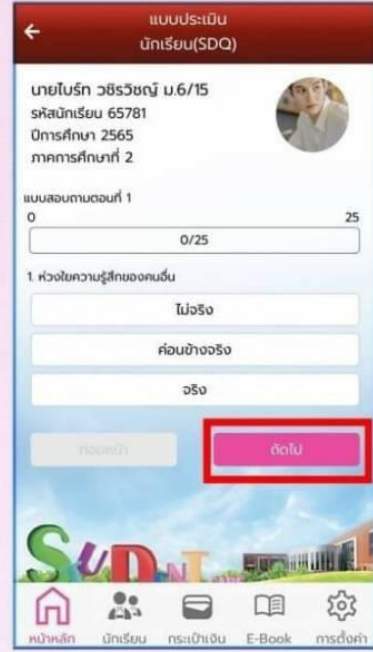 แบบประเมิน
นักเรียน(SDQ)
นายไบร์ท วชิรวิชญ์ ม.6/15
รหัสนักเรียน 65781
ปีการศึกษา 2565
ภาคการศึกษาที่ 2
แบบสอบถามตอนที่ 1
0 25
0/25
1. ห่วงใยความรู้สึกของคนอื่น
ไม่จริง
ค่อนข้างจริง
จริง
ก่อนหน้า ถัดไป
SUDNI
หน้าหลัก นักเรียน กระเป๋าเงิน E-Book การตั้งค่า